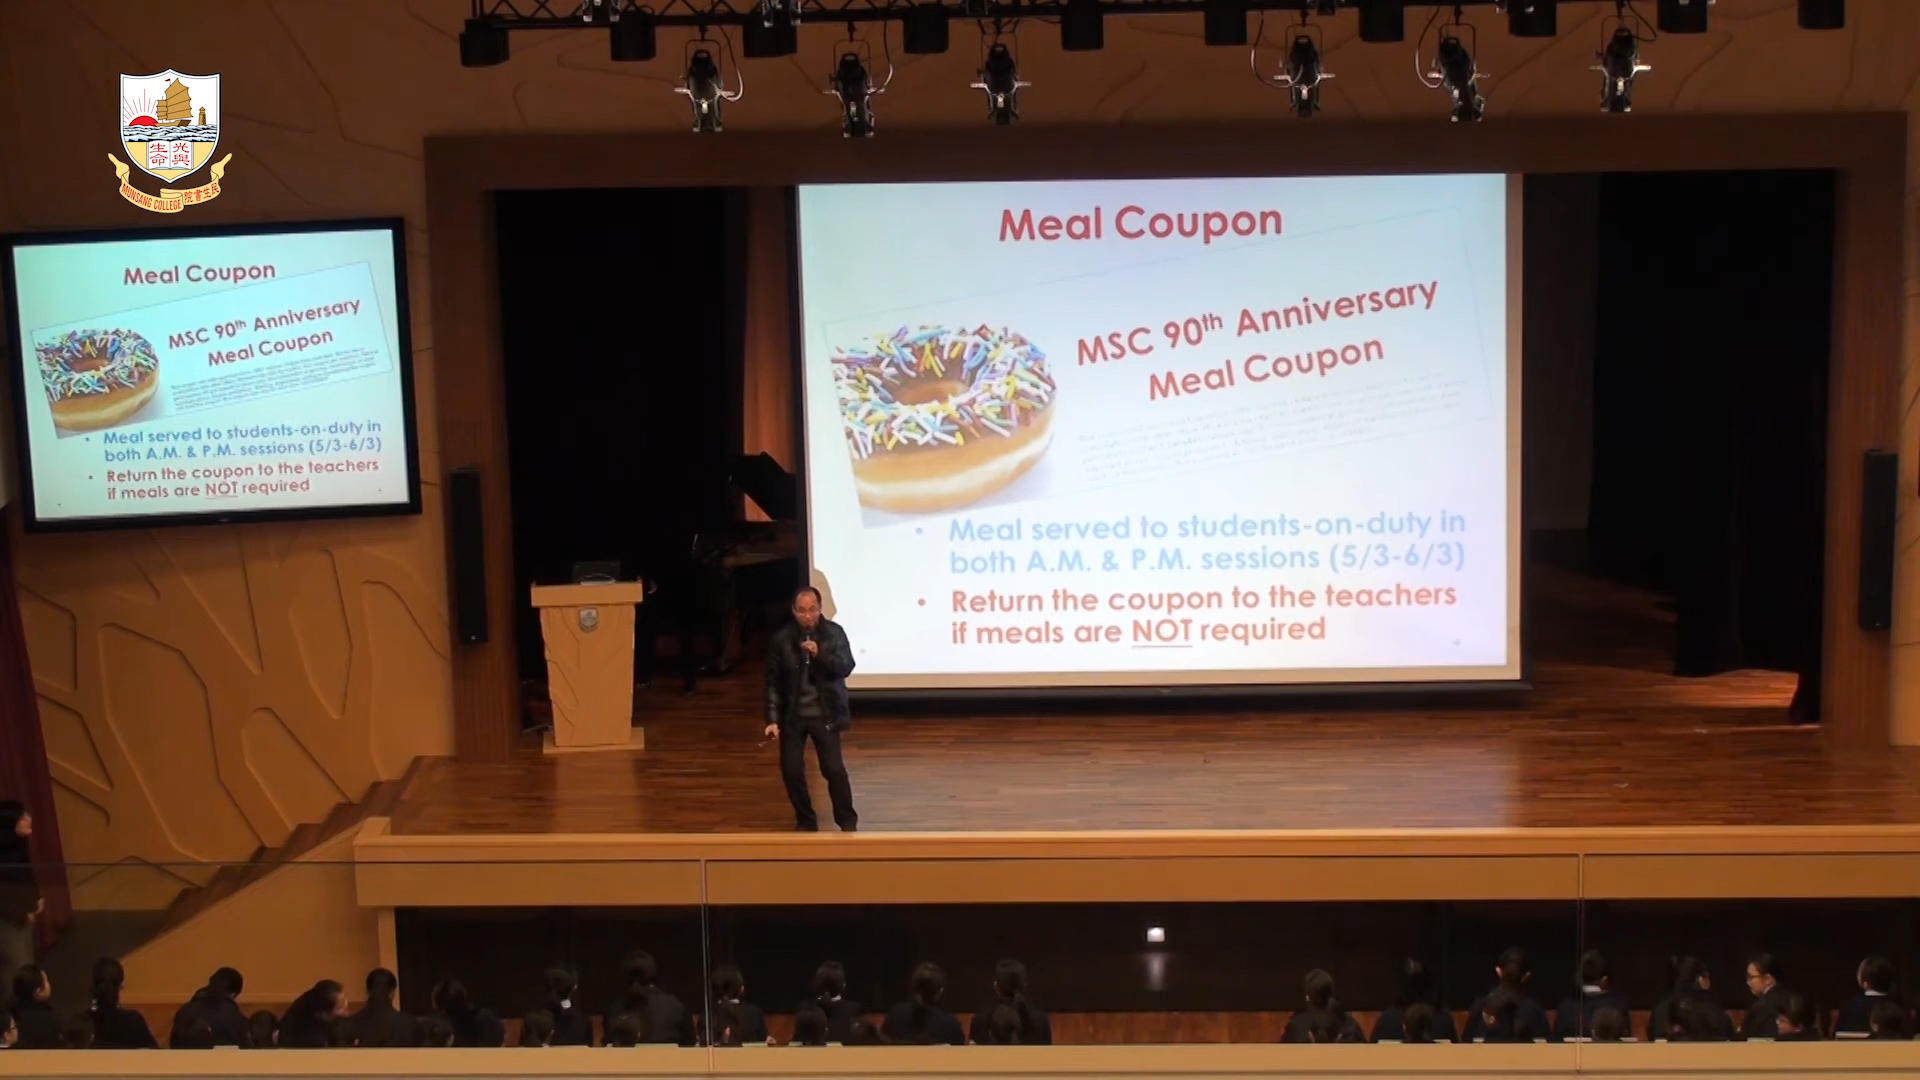 生光
命興
MUNSANG COLLEGE 院書生民
Meal Coupon
MSC 90th Anniversary
Meal Coupon
• Meal served to students-on-duty in
both A.M. & P.M. sessions (5/3-6/3)
• Return the coupon to the teachers
if meals are NOT required
Meal Coupon
MSC 90th Anniversary
Meal Coupon
• Meal served to students-on-duty in
both A.M. & P.M. sessions (5/3-6/3)
• Return the coupon to the teachers
if meals are NOT required